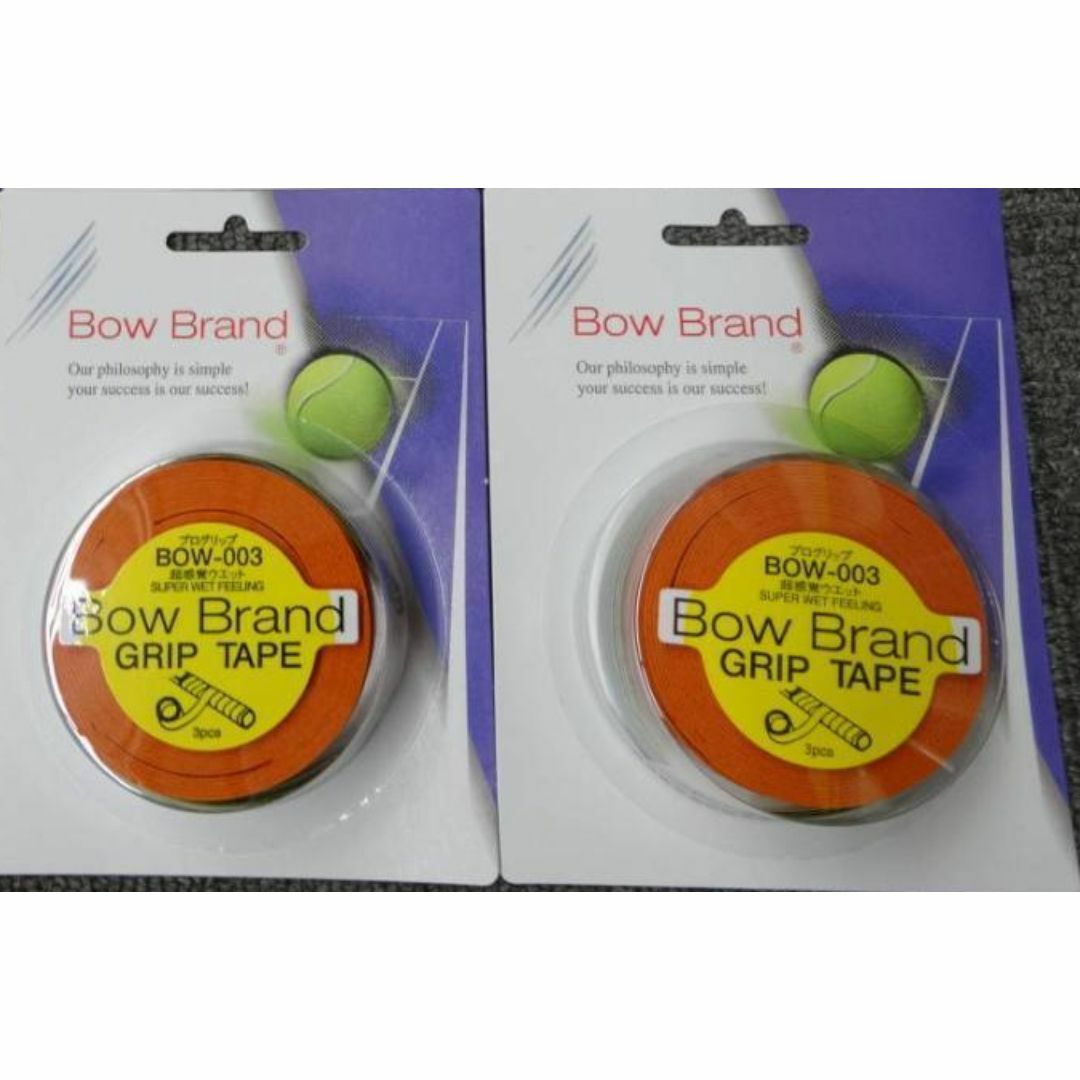 Bow Brand
®
Our philosophy is simple
your success is our success!
プログリップ
BOW-003
超感覚ウエット
SUPER WET FEELING
Bow Brand
GRIP TAPE
3pcs
Bow Brand
®
Our philosophy is simple
your success is our success!
プログリップ
BOW-003
超感覚ウエット
SUPER WET FEELING
Bow Brand
GRIP TAPE
3pcs